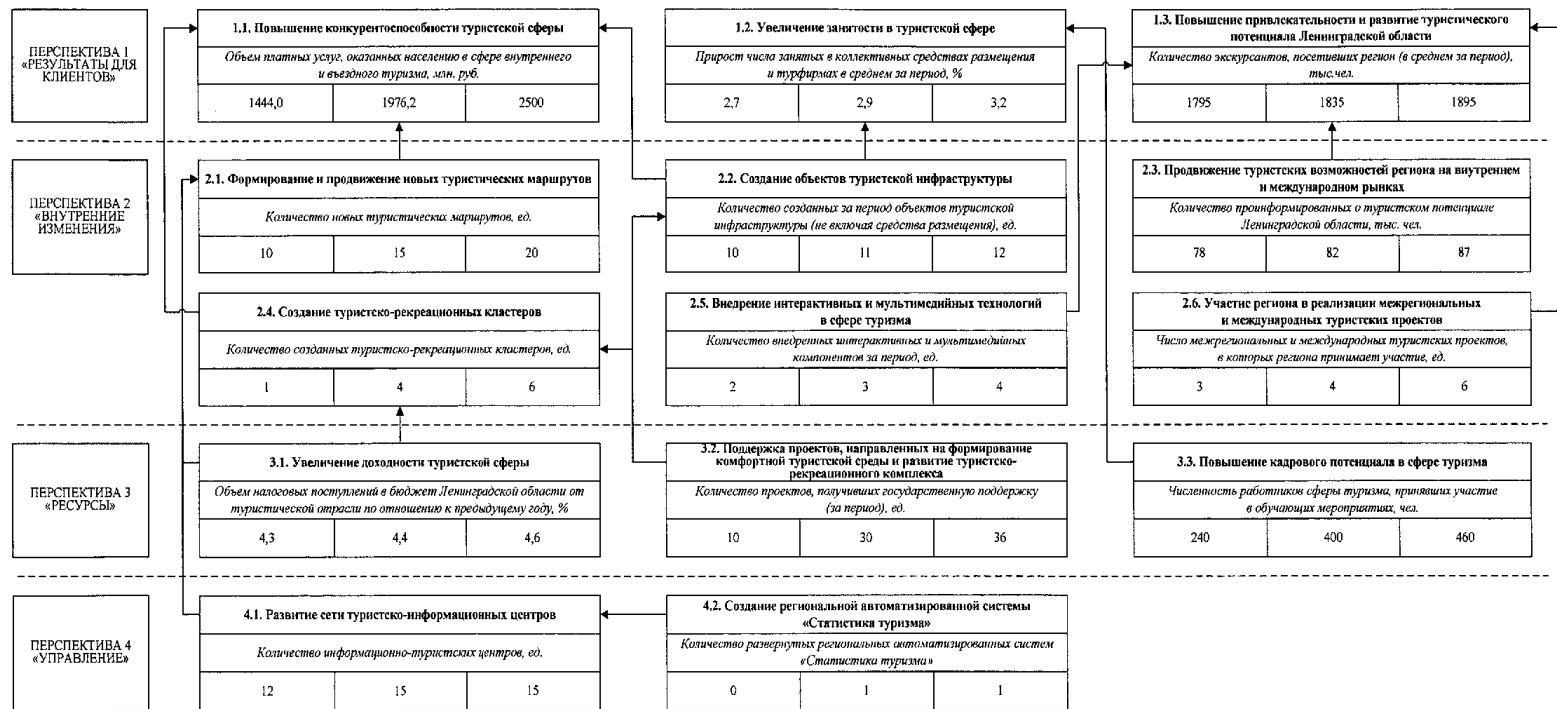 ПЕРСПЕКТИВА 1
«РЕЗУЛЬТАТЫ ДЛЯ
КЛИЕНТОВ»
1.1. Повышение конкурентоспособности туристской сферы
Объем платных услуг, оказанных населению в сфере внутреннего
и въездного туризма, млн. руб.
1444,0 1976,2 2500
1.2. Увеличение занятости в туристской сфере
Прирост числа занятых в коллективных средствах размещения
и турфирмах в среднем за период, %
2,7 2,9 3,2
1.3. Повышение привлекательности и развитие туристического
потенциала Ленинградской области
Количество экскурсантов, посетивших регион (в среднем за период),
тыс.чел.
1795 1835 1895
ПЕРСПЕКТИВА 2
«ВНУТРЕННИЕ
ИЗМЕНЕНИЯ»
2.1. Формирование и продвижение новых туристических маршрутов
Количество новых туристических маршрутов, ед.
10 15 20
2.2. Создание объектов туристской инфраструктуры
Количество созданных за период объектов туристской
инфраструктуры (не включая средства размещения), ед.
10 11 12
2.3. Продвижение туристских возможностей региона на внутреннем
и международном рынках
Количество проинформированных о туристском потенциале
Ленинградской области, тыс. чел.
78 82 87
2.4. Создание туристско-рекреационных кластеров
Количество созданных туристско-рекреационных кластеров, ед.
1 4 6
2.5. Внедрение интерактивных и мультимедийных технологий
в сфере туризма
Количество внедренных интерактивных и мультимедийных
компонентов за период, ед.
2 3 4
2.6. Участие региона в реализации межрегиональных
и международных туристских проектов
Число межрегиональных и международных туристских проектов,
в которых региона принимает участие, ед.
3 4 6
ПЕРСПЕКТИВА 3
«РЕСУРСЫ»
3.1. Увеличение доходности туристской сферы
Объем налоговых поступлений в бюджет Ленинградской области от
туристической отрасли по отношению к предыдущему году, %
4,3 4,4 4,6
3.2. Поддержка проектов, направленных на формирование
комфортной туристской среды и развитие туристско-
рекреационного комплекса
Количество проектов, получивших государственную поддержку
(за период), ед.
10 30 36
3.3. Повышение кадрового потенциала в сфере туризма
Численность работников сферы туризма, принявших участие
в обучающих мероприятиях, чел.
240 400 460
ПЕРСПЕКТИВА 4
«УПРАВЛЕНИЕ»
4.1. Развитие сети туристско-информационных центров
Количество информационно-туристских центров, ед.
12 15 15
4.2. Создание региональной автоматизированной системы
«Статистика туризма»
Количество развернутых региональных автоматизированных систем
«Статистика туризма»
0 1 1